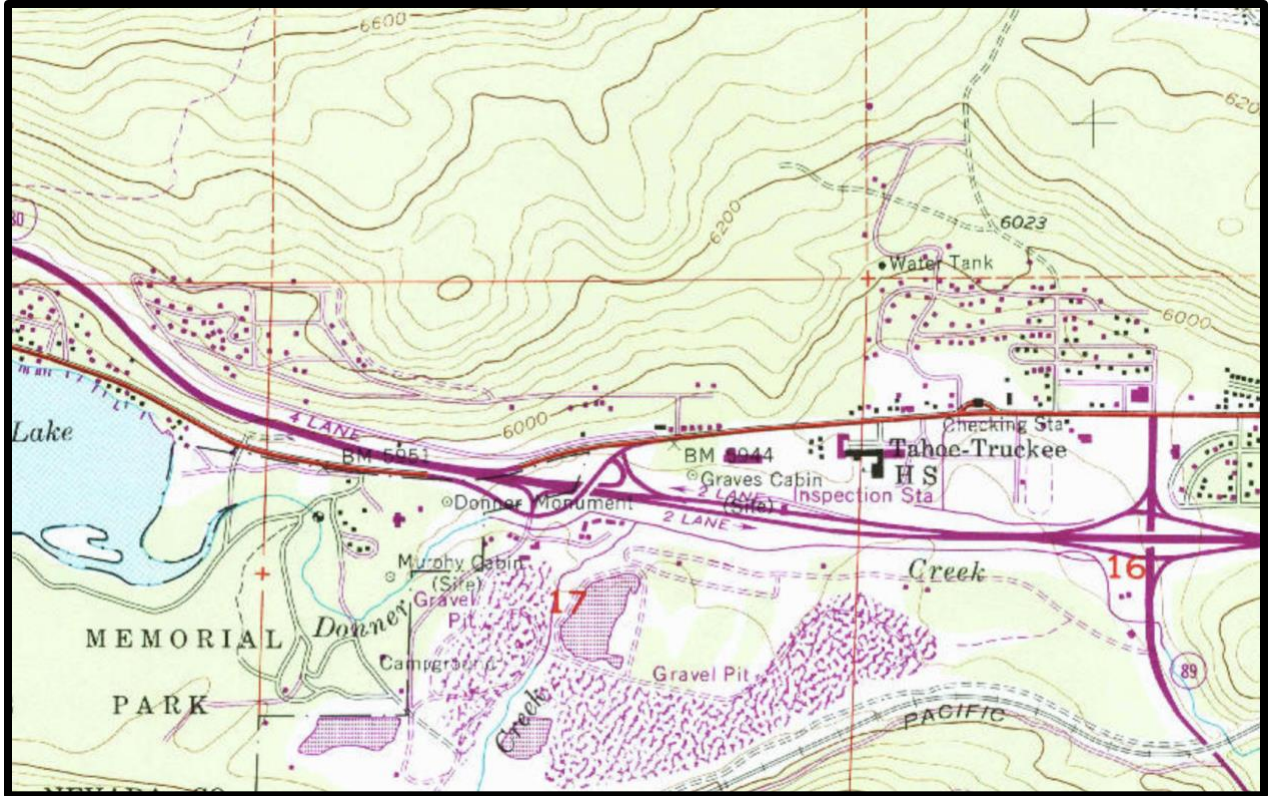 6600
80
6200
6200
6023
Water Tank
6000
4 LANE
6000
Lake
BM 5951
BM 5944
Checking Sta
Tahoe-Truckee
H S
Graves Cabin
(Site)
2 LANE
Inspection Sta
Donner Monument
2 LANE
Murphy Cabin
(Site)
Creek
16
17
Gravel
Pit
Donner
MEMORIAL
Campground
Gravel Pit
89
PARK
Creek
PACIFIC